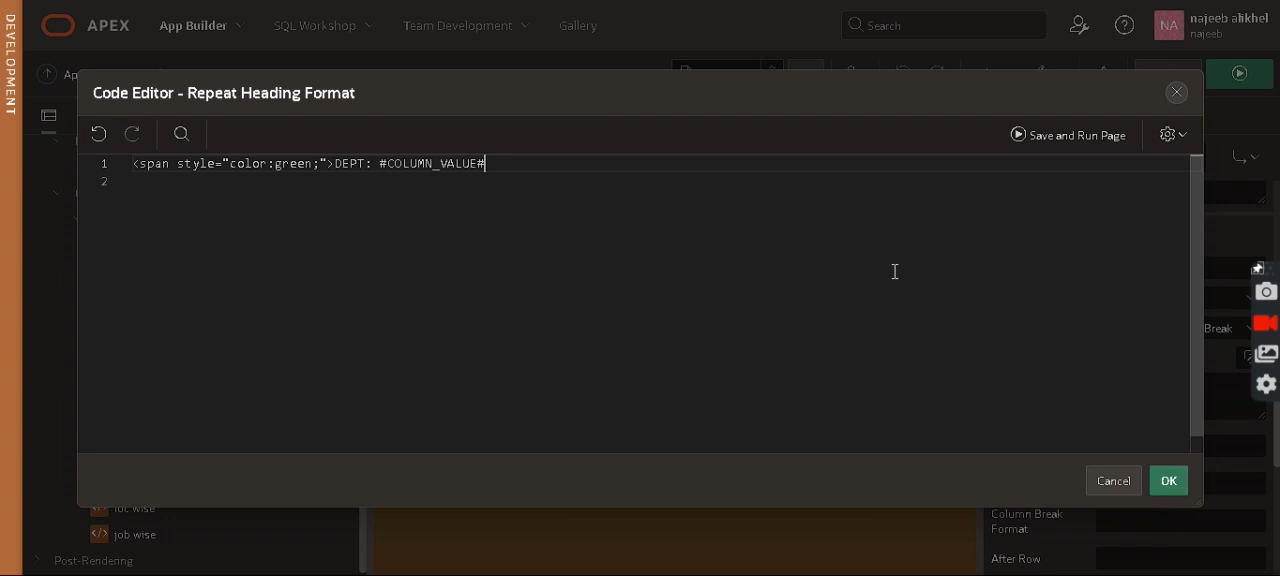 DEVELOPMENT
APEX
App Builder
SQL Workshop
Team Development
Gallery
Search
NA
najeeb alikhel
najeeb
Code Editor - Repeat Heading Format
Save and Run Page
1 <span style="color:green;">DEPT: #COLUMN_VALUE#
2
Break
Cancel
OK
job wise
Post-Rendering
Column Break
Format
After Row